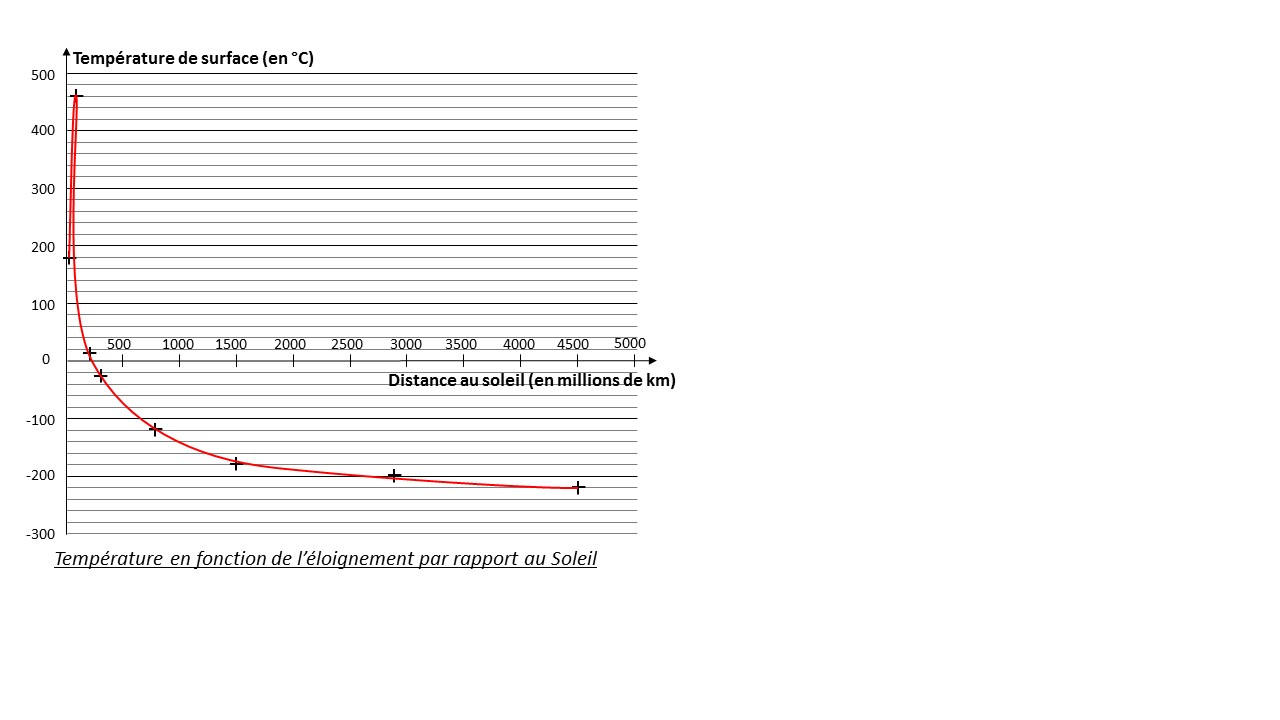 Température de surface (en °C)
500
400
300
200
100
0
-100
-200
-300
500 1000 1500 2000 2500 3000 3500 4000 4500 5000
Distance au soleil (en millions de km)
Température en fonction de l’éloignement par rapport au Soleil